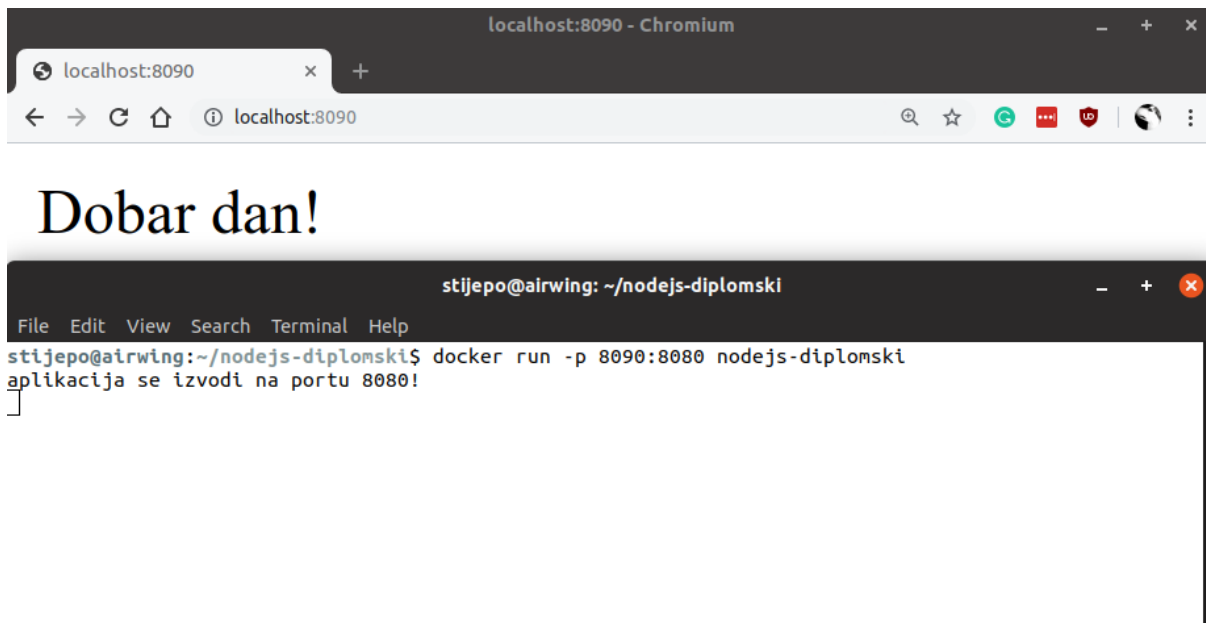 localhost:8090 - Chromium
localhost:8090
localhost:8090
Dobar dan!
stijepo@airwing: ~/nodejs-diplomski
File Edit View Search Terminal Help
stijepo@airwing:~/nodejs-diplomski$ docker run -p 8090:8080 nodejs-diplomski
aplikacija se izvodi na portu 8080!